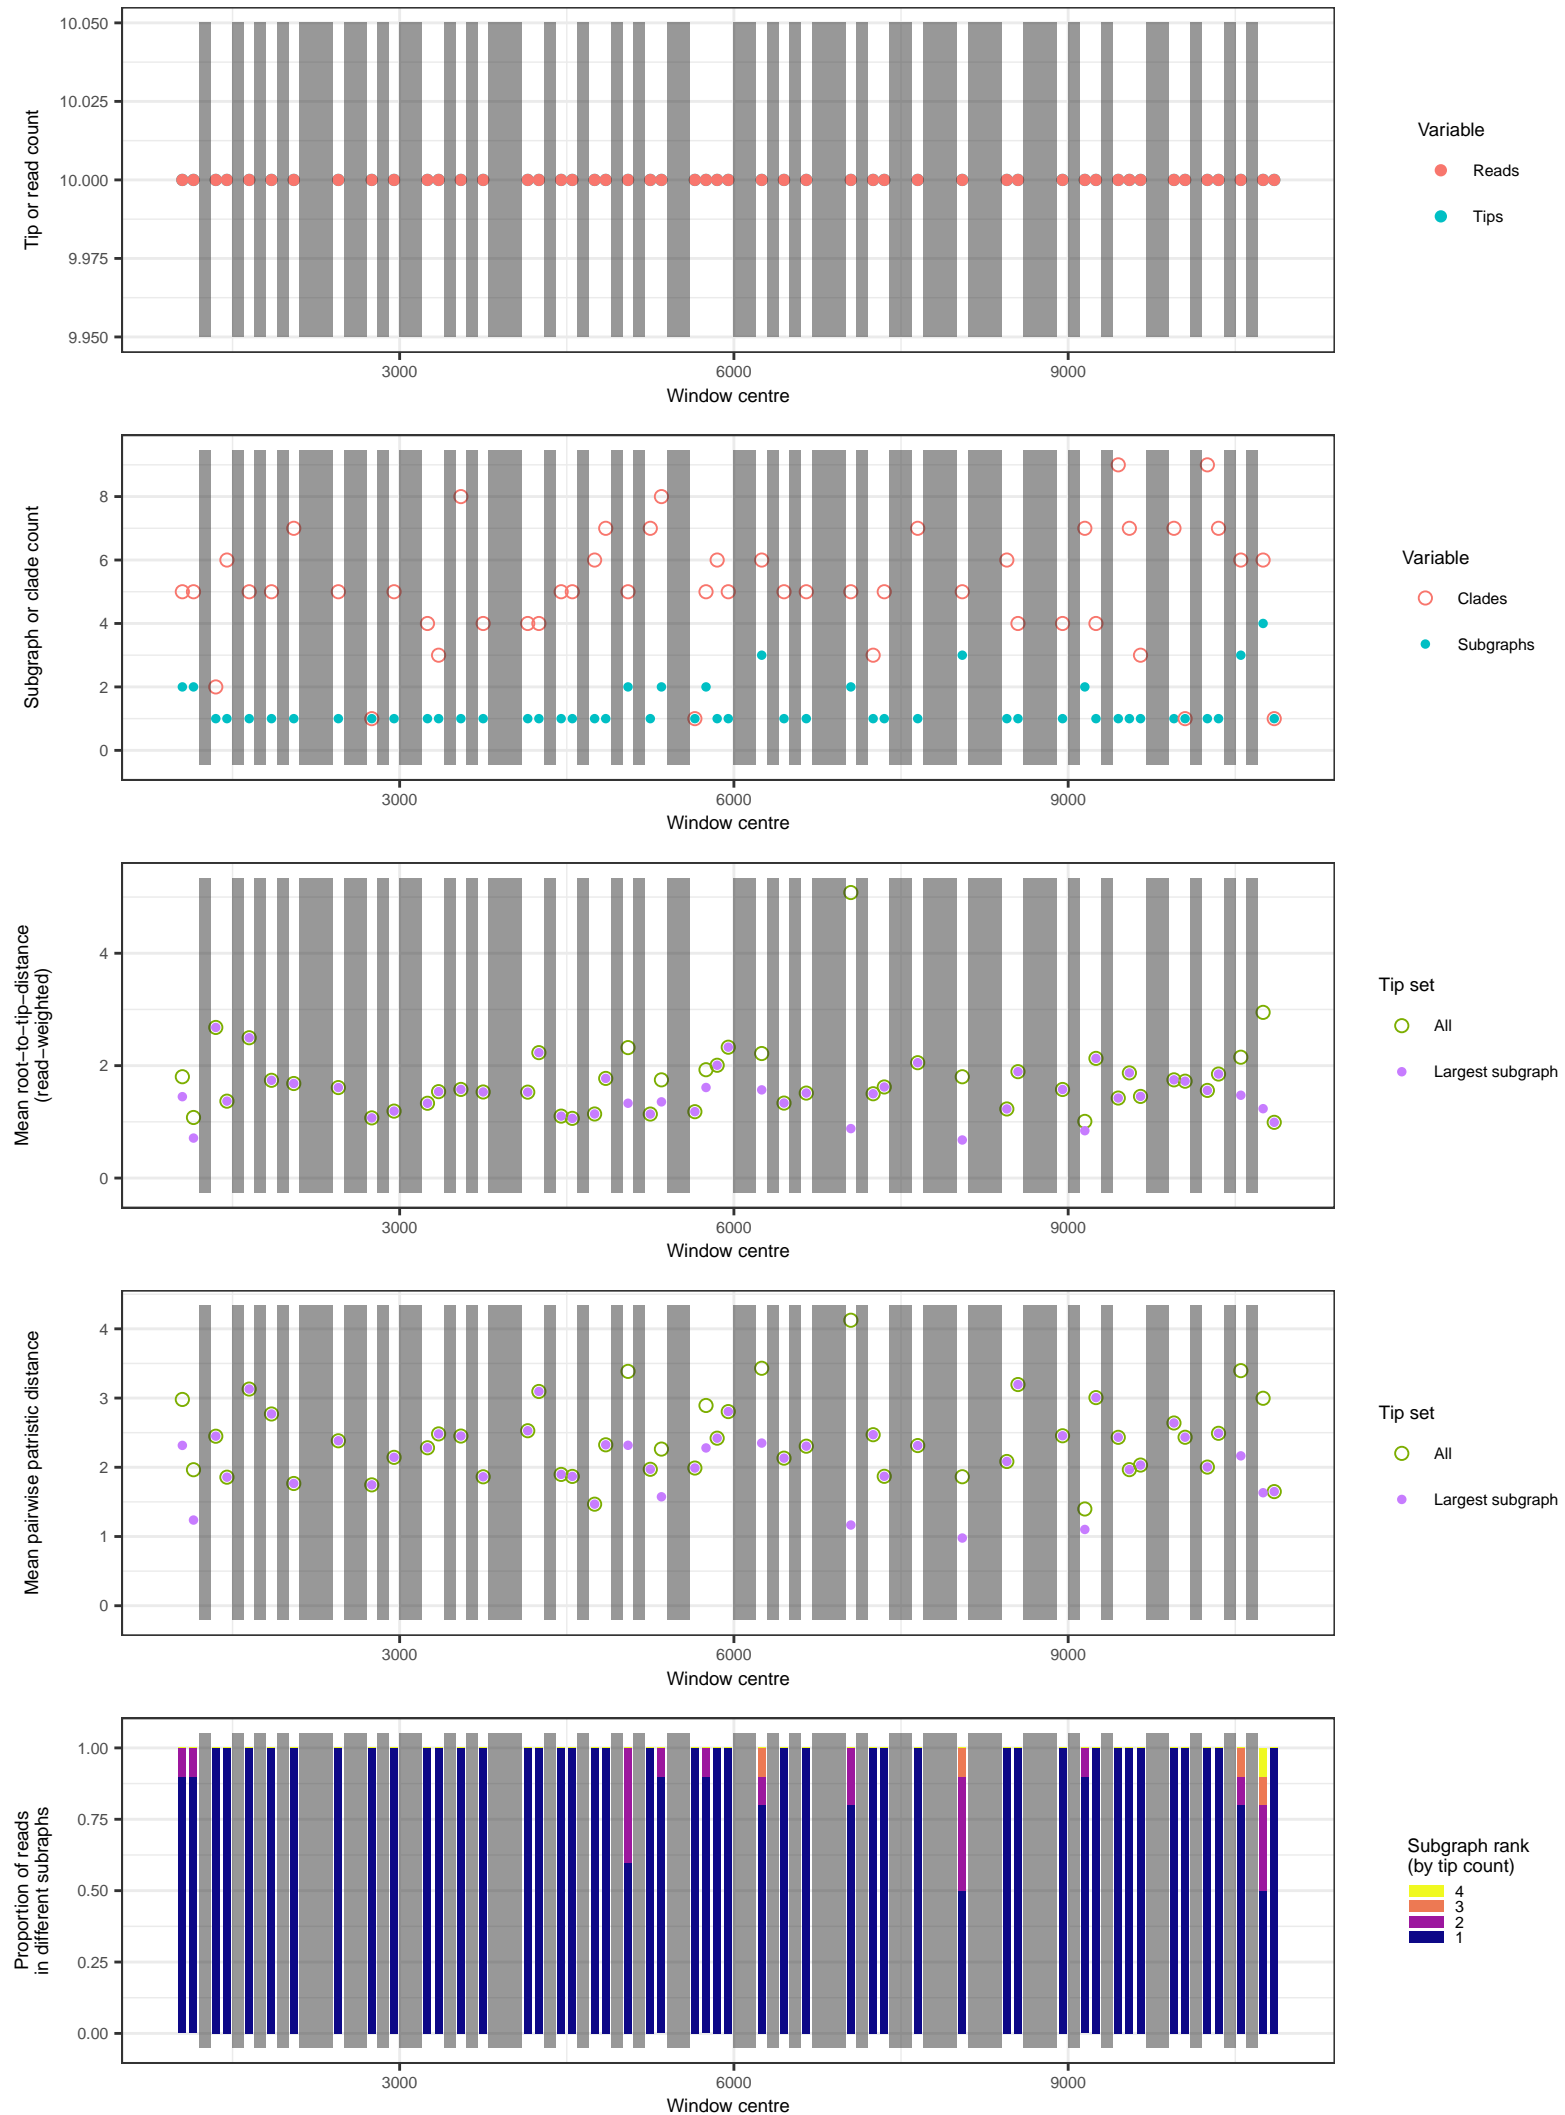 10.050
10.025
10.000
9.975
9.950
Tip or read count
3000
6000
9000
Window centre
Variable
Reads
Tips
8
6
4
2
0
Subgraph or clade count
3000
6000
9000
Window centre
Variable
Clades
Subgraphs
4
2
0
Mean root−to−tip−distance
(read−weighted)
3000
6000
9000
Window centre
Tip set
All
Largest subgraph
4
3
2
1
0
Mean pairwise patristic distance
3000
6000
9000
Window centre
Tip set
All
Largest subgraph
1.00
0.75
0.50
0.25
0.00
Proportion of reads
in different subraphs
3000
6000
9000
Window centre
Subgraph rank
(by tip count)
4
3
2
1